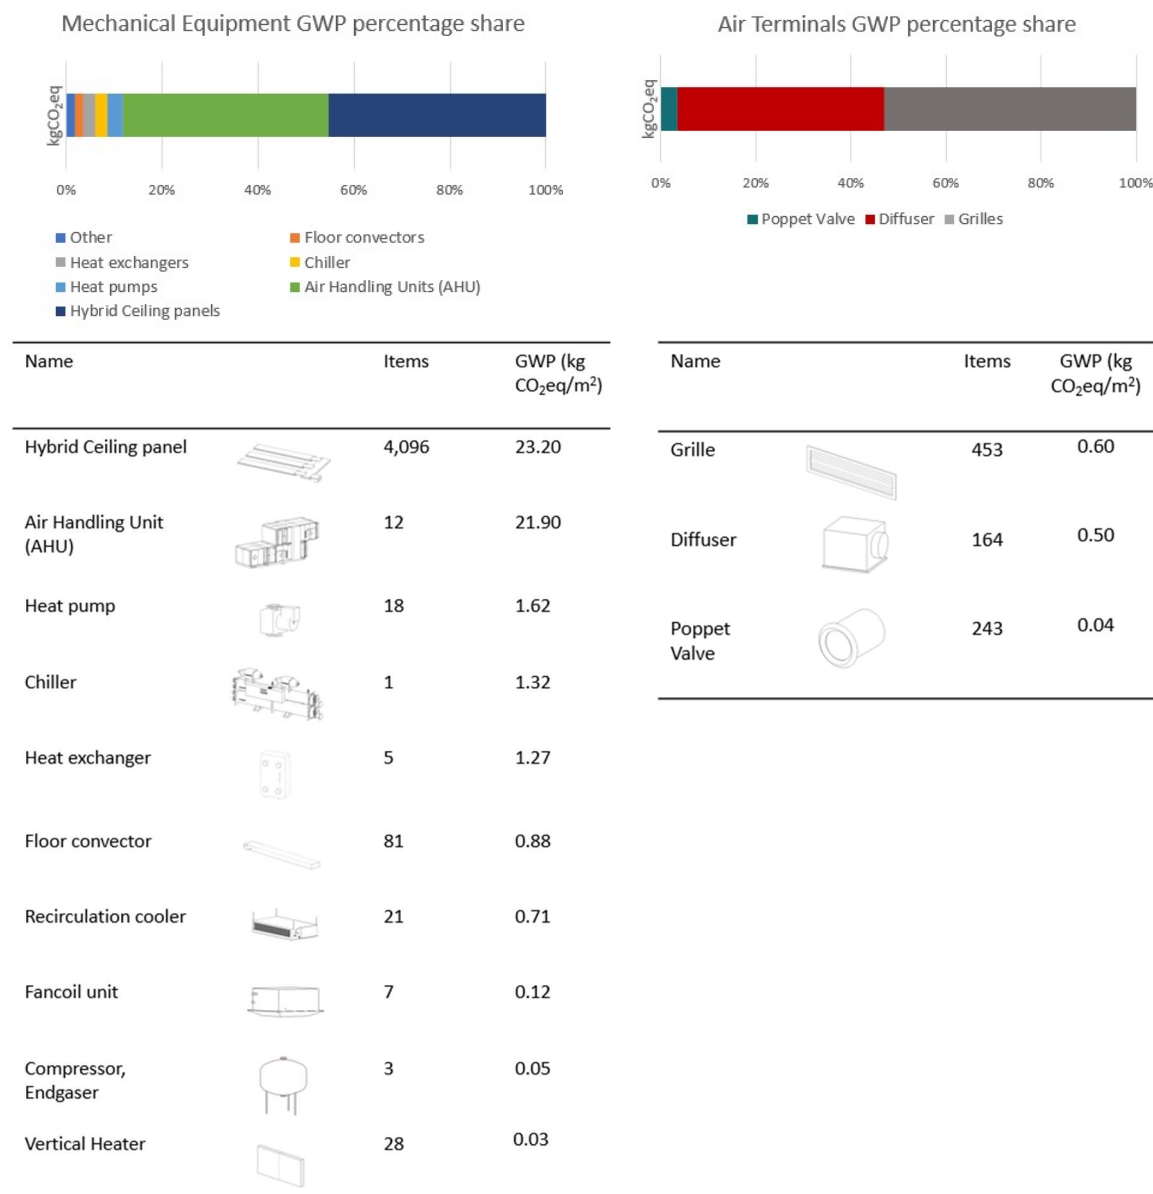 Mechanical Equipment GWP percentage share
kgCO₂eq
0% 20% 40% 60% 80% 100%
Other Floor convectors
Heat exchangers Chiller
Heat pumps Air Handling Units (AHU)
Hybrid Ceiling panels
Air Terminals GWP percentage share
kgCO₂eq
0% 20% 40% 60% 80% 100%
Poppet Valve Diffuser Grilles
Name Items GWP (kg
CO₂eq/m²)
Hybrid Ceiling panel 4,096 23.20
Air Handling Unit 12 21.90
(AHU)
Heat pump 18 1.62
Chiller 1 1.32
Heat exchanger 5 1.27
Floor convector 81 0.88
Recirculation cooler 21 0.71
Fancoil unit 7 0.12
Compressor, 3 0.05
Endgaser
Vertical Heater 28 0.03
Name Items GWP (kg
CO₂eq/m²)
Grille 453 0.60
Diffuser 164 0.50
Poppet 243 0.04
Valve